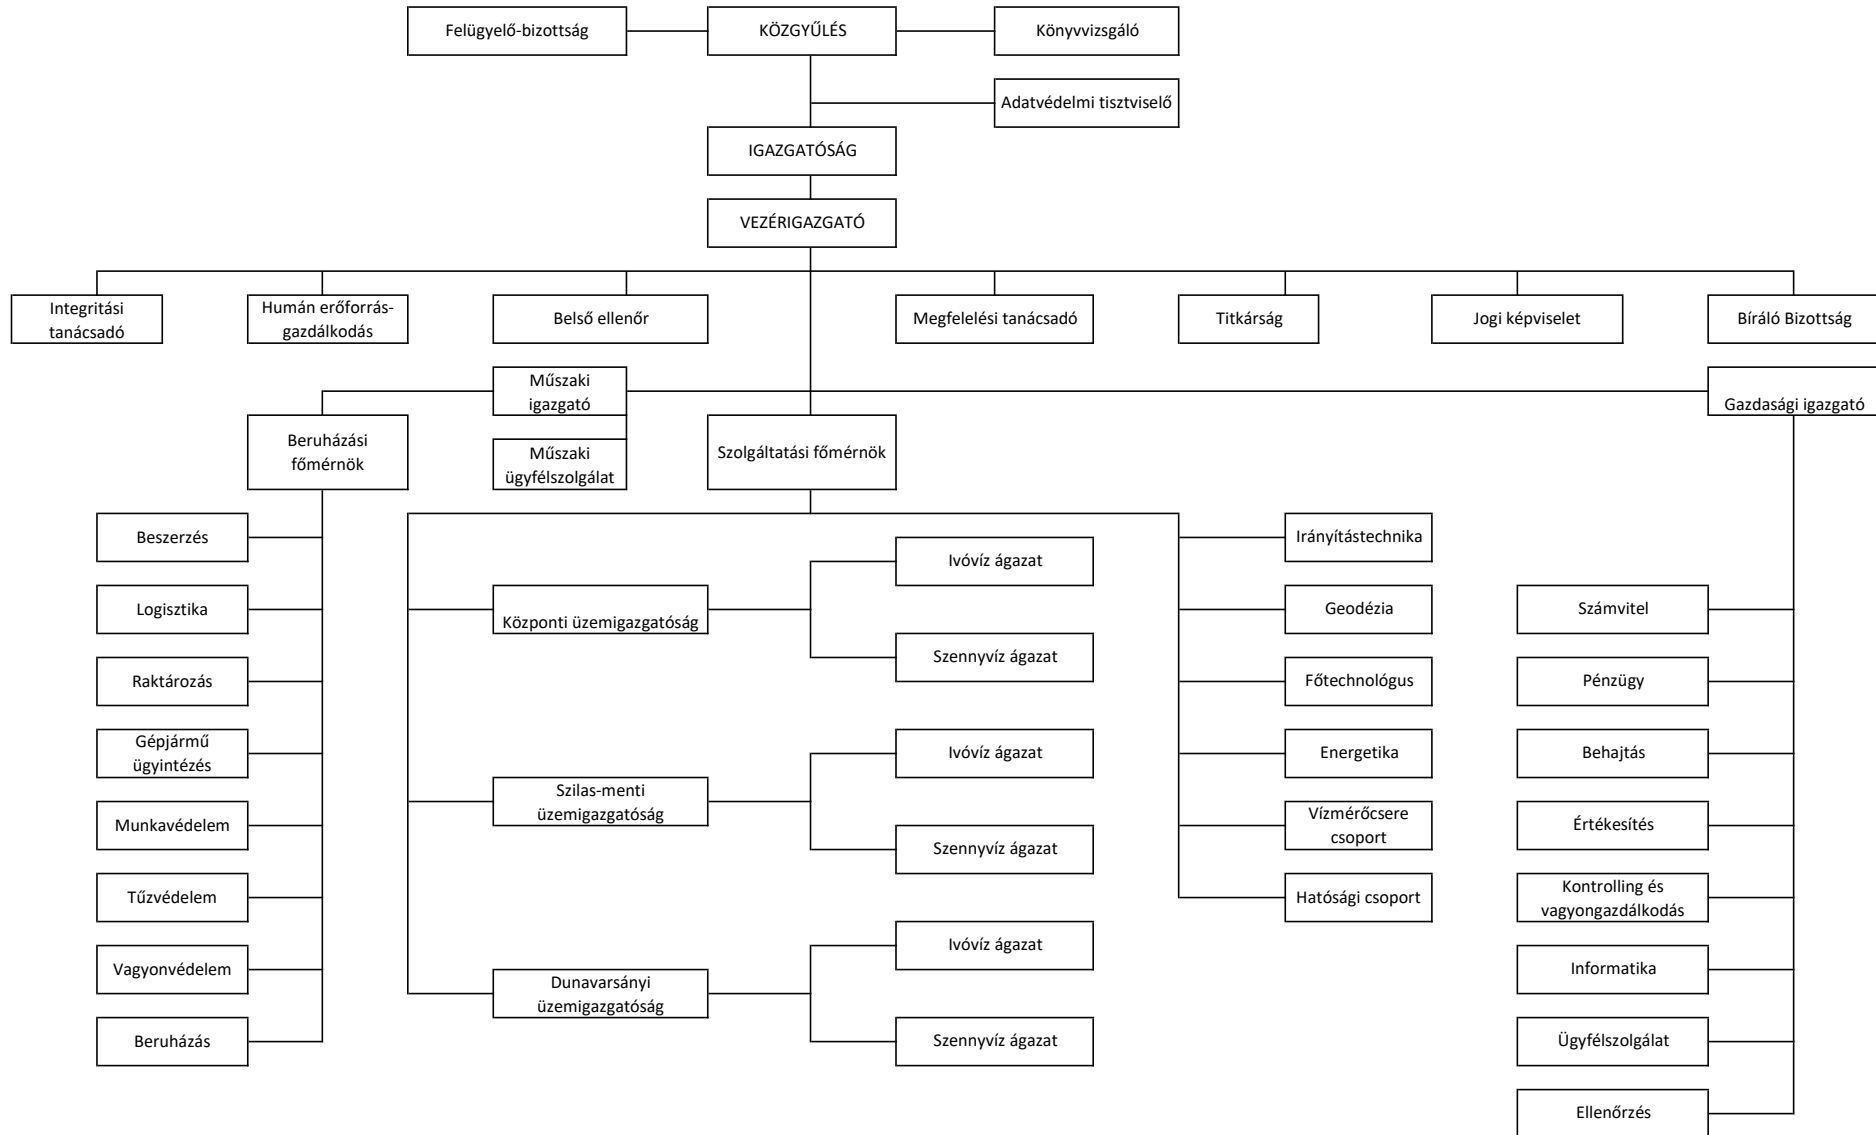 Felügyelő-bizottság
KÖZGYŰLÉS
Könyvvizsgáló
Adatvédelmi tisztviselő
IGAZGATÓSÁG
VEZÉRIGAZGATÓ
Integritási
tanácsadó
Humán erőforrás-
gazdálkodás
Belső ellenőr
Megfelelési tanácsadó
Titkárság
Jogi képviselet
Bíráló Bizottság
Műszaki
igazgató
Gazdasági igazgató
Beruházási
főmérnök
Műszaki
ügyfélszolgálat
Szolgáltatási főmérnök
Beszerzés
Logisztika
Raktározás
Gépjármű
ügyintézés
Munkavédelem
Tűzvédelem
Vagyonvédelem
Beruházás
Központi üzemigazgatóság
Ivóvíz ágazat
Szennyvíz ágazat
Szilas-menti
üzemigazgatóság
Ivóvíz ágazat
Szennyvíz ágazat
Dunavarsányi
üzemigazgatóság
Ivóvíz ágazat
Szennyvíz ágazat
Irányítástechnika
Geodézia
Főtechnológus
Energetika
Vízmérőcsere
csoport
Hatósági csoport
Számvitel
Pénzügy
Behajtás
Értékesítés
Kontrolling és
vagyongazdálkodás
Informatika
Ügyfélszolgálat
Ellenőrzés